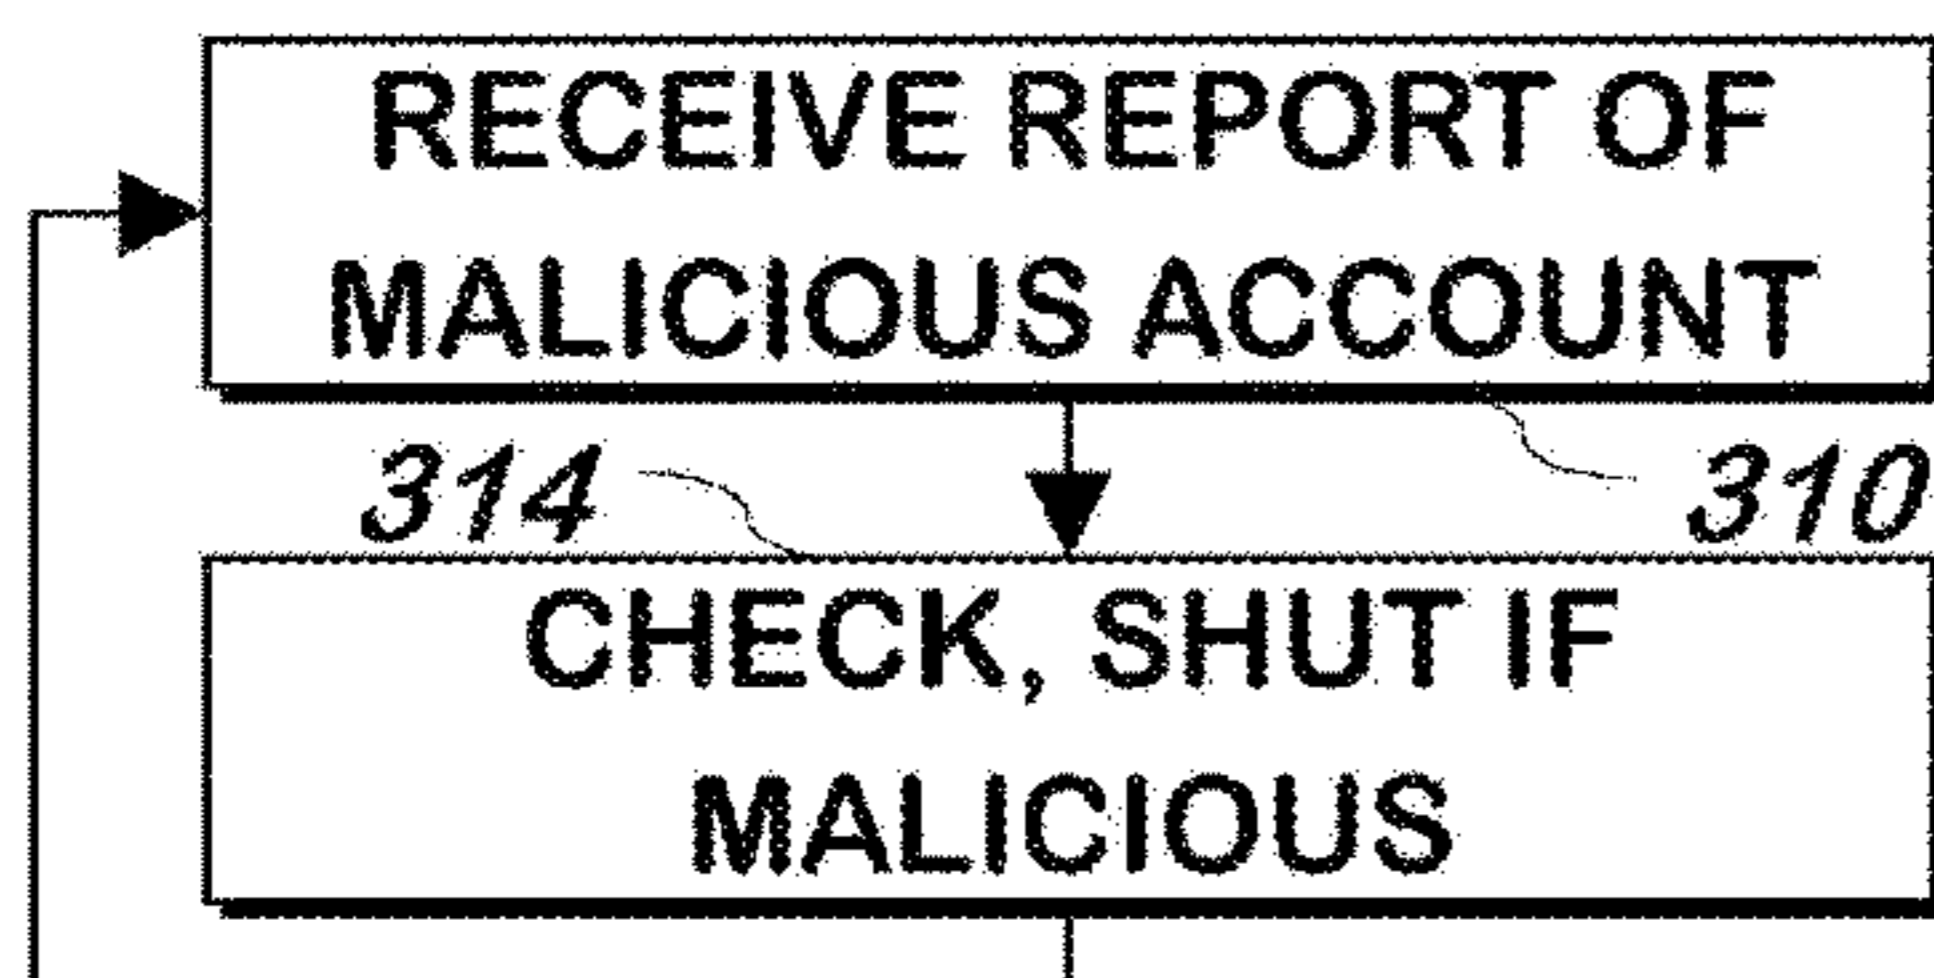 RECEIVE REPORT OF
MALICIOUS ACCOUNT
314
310
CHECK, SHUT IF
MALICIOUS